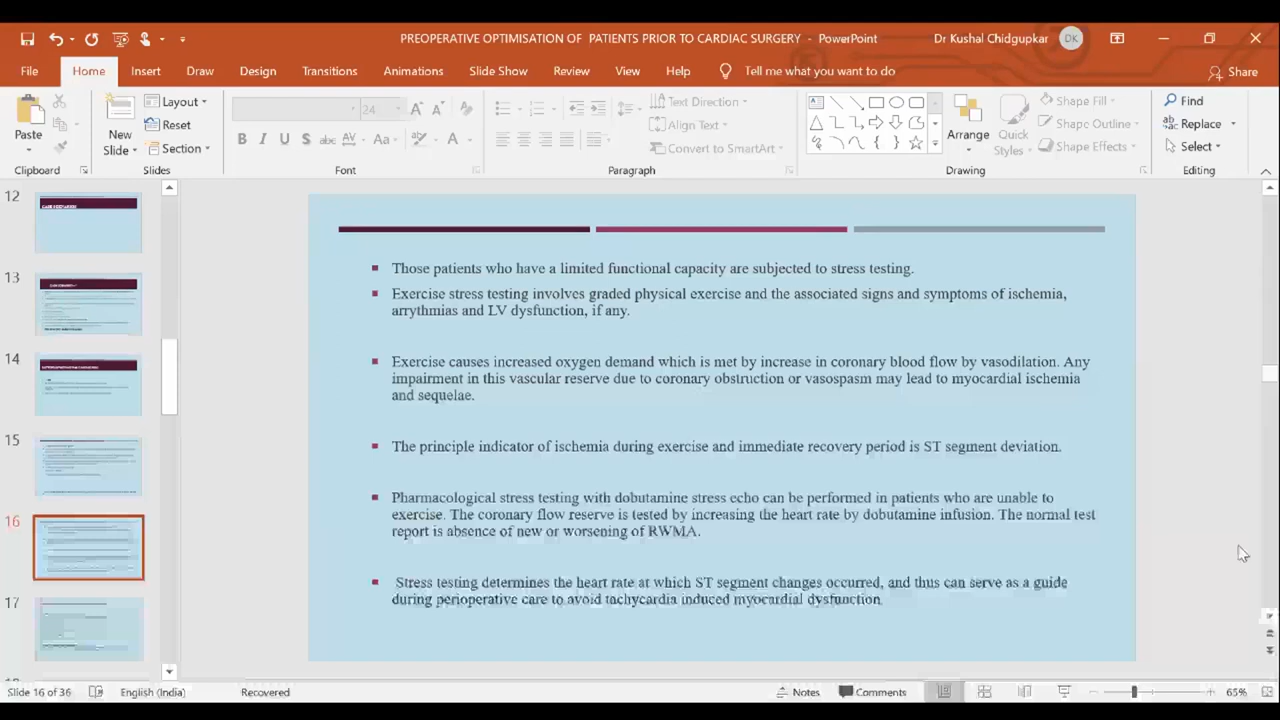 PREOPERATIVE OPTIMISATION OF PATIENTS PRIOR TO CARDIAC SURGERY - PowerPoint
Dr Kushal Chidgupkar
DK
File
Home
Insert
Draw
Design
Transitions
Animations
Slide Show
Review
View
Help
Tell me what you want to do
Share
Paste
Clipboard
New
Slide
Layout
Reset
Section
Slides
24
Font
Text Direction
Align Text
Convert to SmartArt
Paragraph
Arrange
Quick
Styles
Shape Fill
Shape Outline
Shape Effects
Drawing
Find
Replace
Select
Editing
12
13
14
15
16
17
Those patients who have a limited functional capacity are subjected to stress testing.
Exercise stress testing involves graded physical exercise and the associated signs and symptoms of ischemia,
arrythmias and LV dysfunction, if any.
Exercise causes increased oxygen demand which is met by increase in coronary blood flow by vasodilation. Any
impairment in this vascular reserve due to coronary obstruction or vasospasm may lead to myocardial ischemia
and sequelae.
The principle indicator of ischemia during exercise and immediate recovery period is ST segment deviation.
Pharmacological stress testing with dobutamine stress echo can be performed in patients who are unable to
exercise. The coronary flow reserve is tested by increasing the heart rate by dobutamine infusion. The normal test
report is absence of new or worsening of RWMA.
Stress testing determines the heart rate at which ST segment changes occurred, and thus can serve as a guide
during perioperative care to avoid tachycardia induced myocardial dysfunction.
Slide 16 of 36
English (India)
Recovered
Notes
Comments
65%